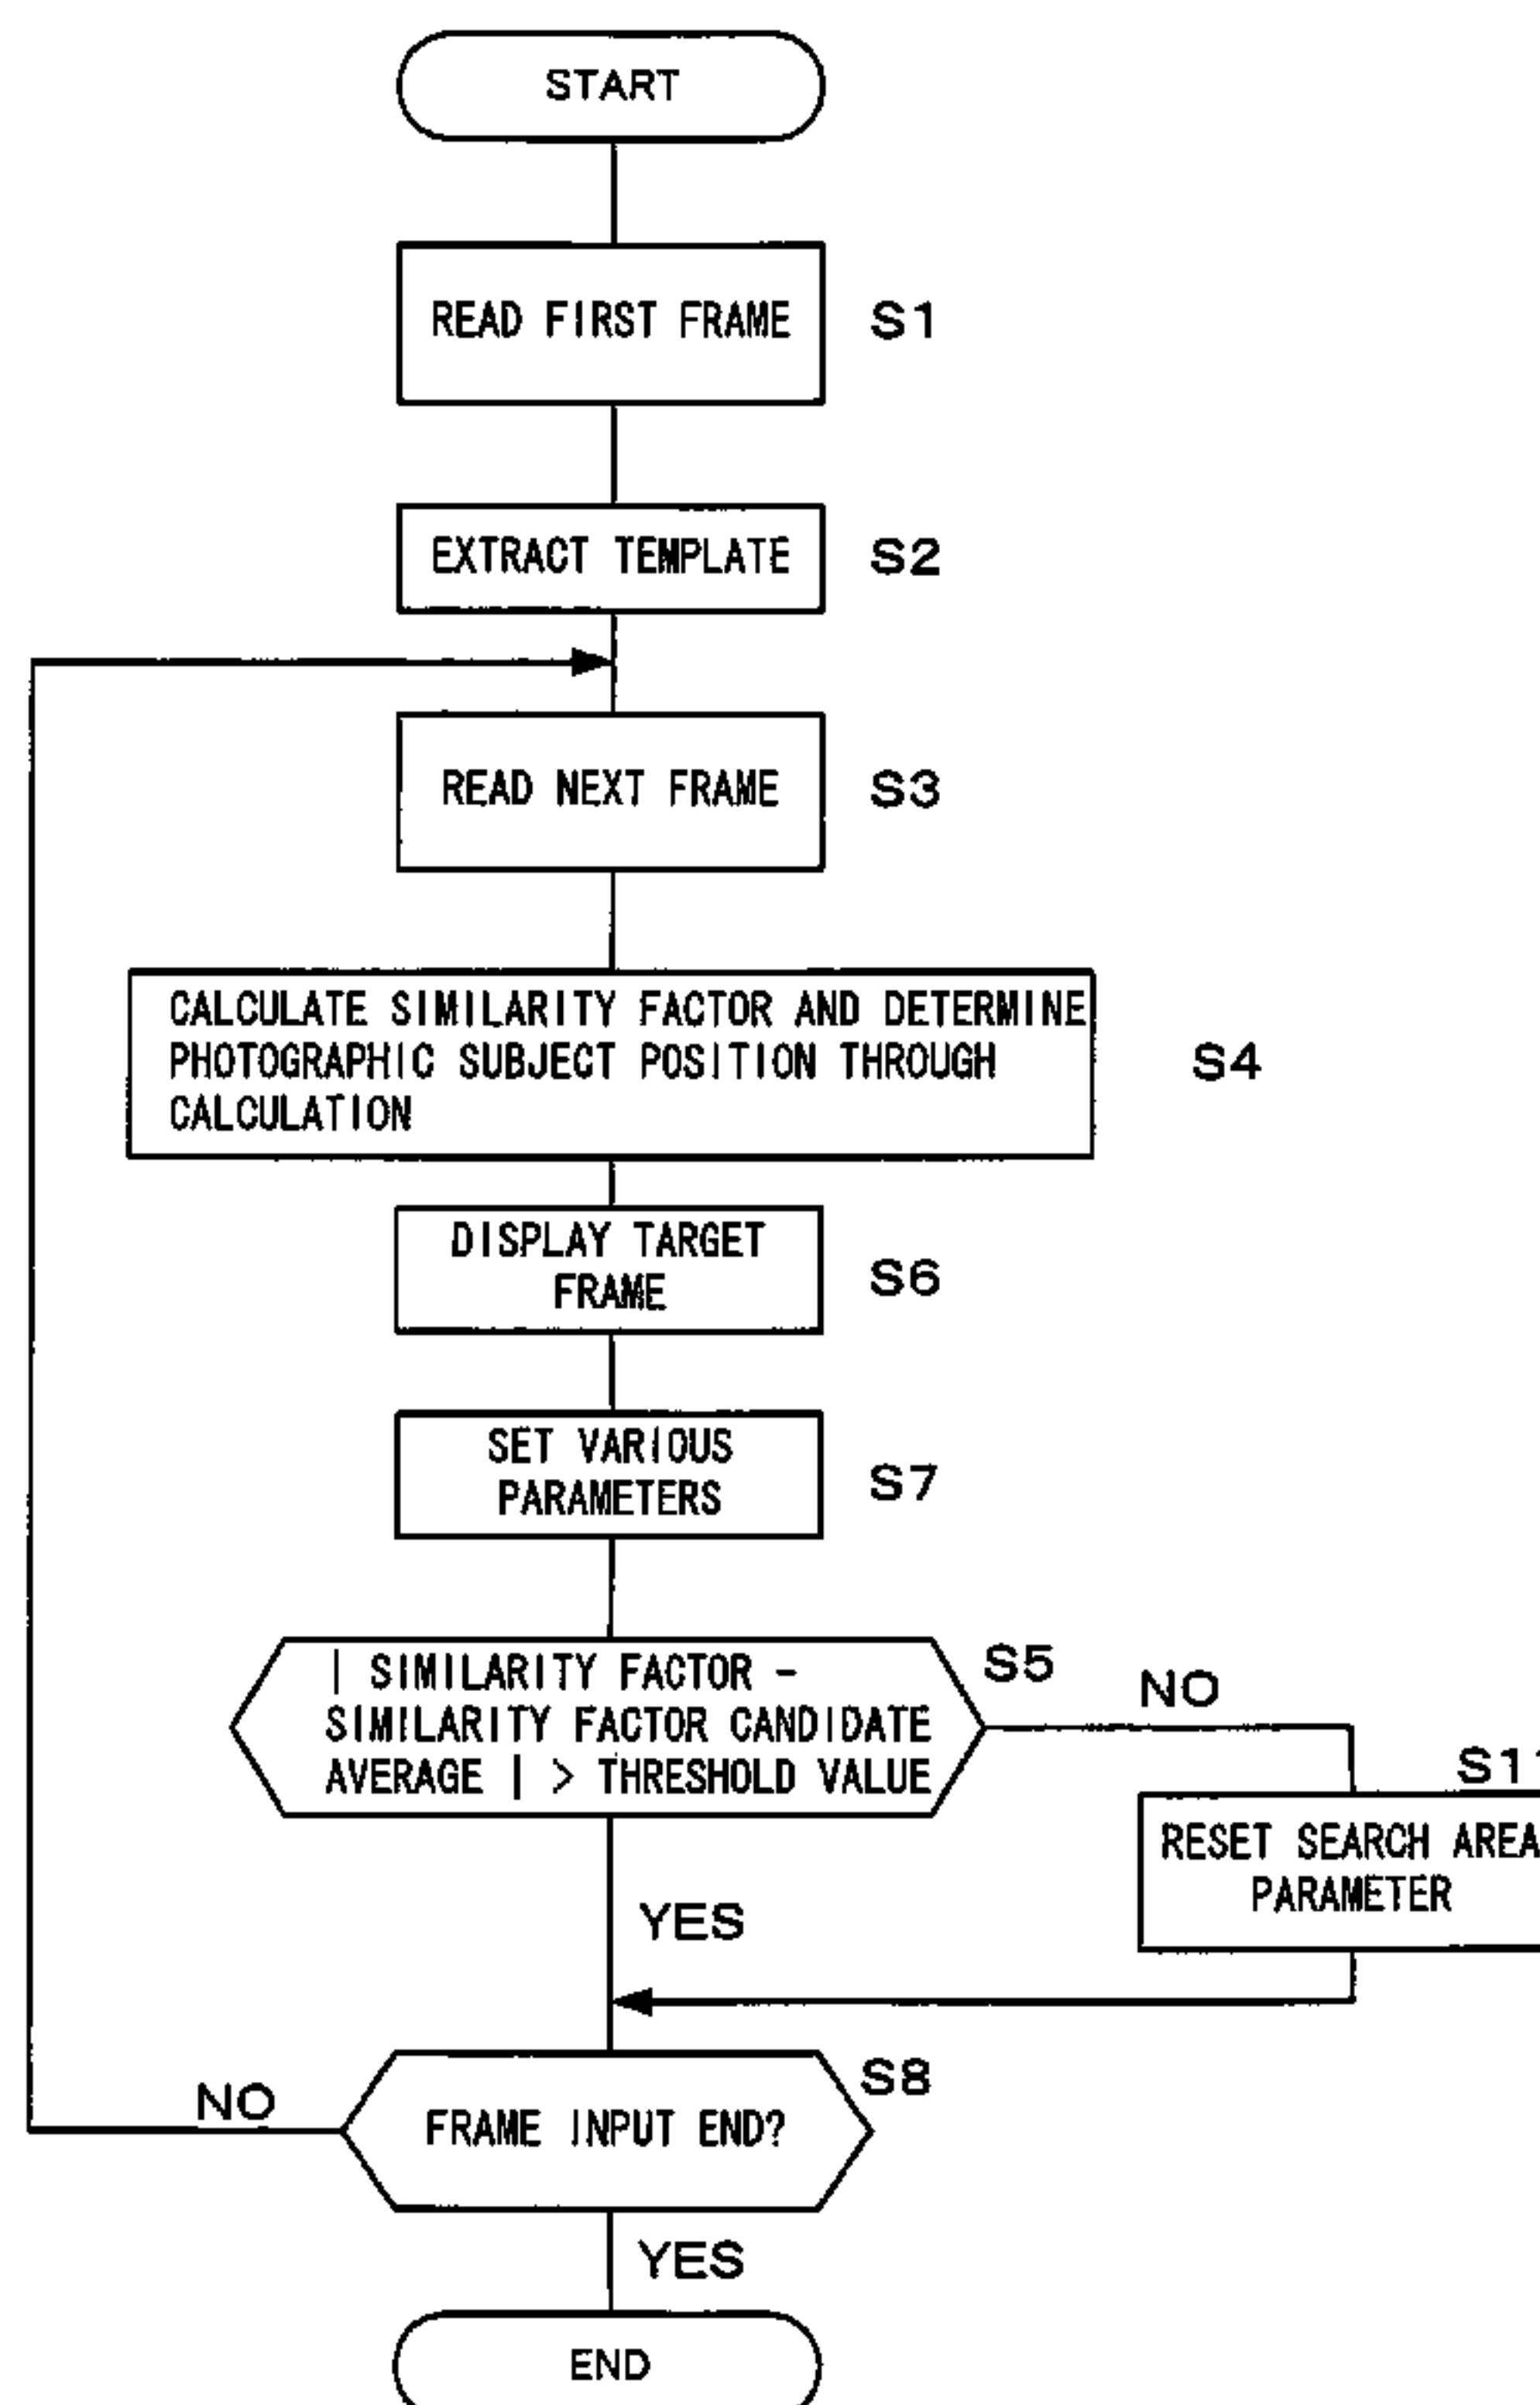 START
READ FIRST FRAME
S1
EXTRACT TEMPLATE
S2
READ NEXT FRAME
S3
CALCULATE SIMILARITY FACTOR AND DETERMINE
PHOTOGRAPHIC SUBJECT POSITION THROUGH
CALCULATION
S4
DISPLAY TARGET
FRAME
S6
SET VARIOUS
PARAMETERS
S7
| SIMILARITY FACTOR -
SIMILARITY FACTOR CANDIDATE
AVERAGE | > THRESHOLD VALUE
S5
NO
S11
RESET SEARCH AREA
PARAMETER
YES
S8
NO
FRAME INPUT END?
YES
END